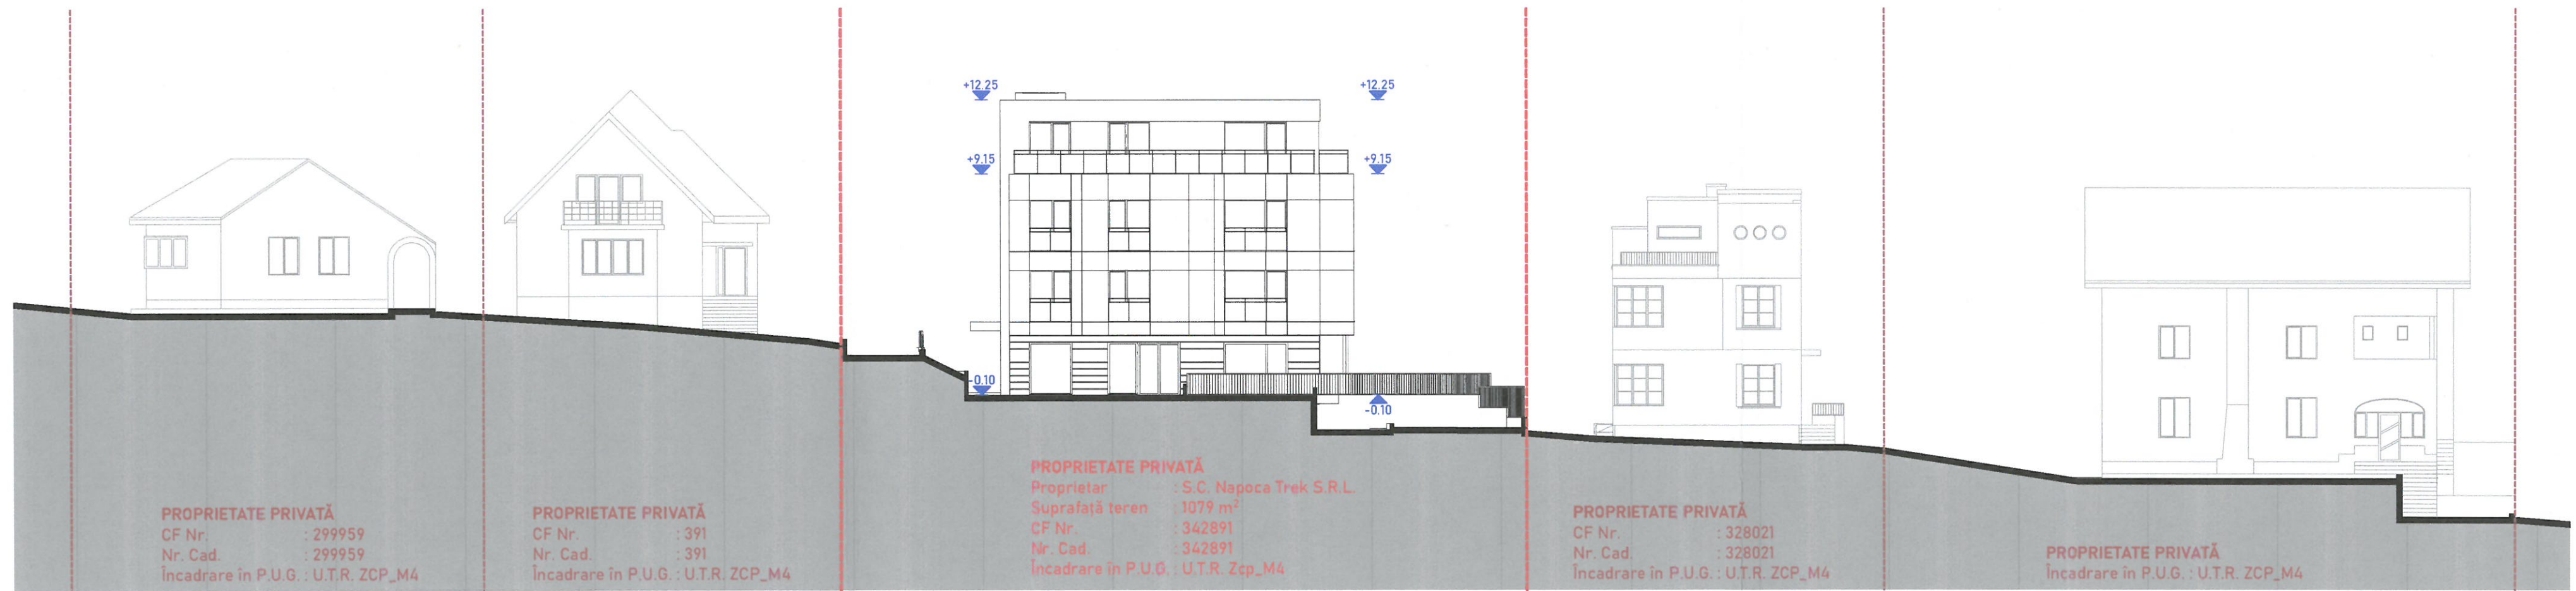 +12.25
+12.25
+9.15
+9.15
-0.10
-0.10
PROPRIETATE PRIVATĂ
CF Nr. : 299959
Nr. Cad. : 299959
Încadrare în P.U.G. : U.T.R. ZCP_M4
PROPRIETATE PRIVATĂ
CF Nr. : 391
Nr. Cad. : 391
Încadrare în P.U.G. : U.T.R. ZCP_M4
PROPRIETATE PRIVATĂ
Proprietar : S.C. Napoca Trek S.R.L.
Suprafață teren : 1079 m²
CF Nr. : 342891
Nr. Cad. : 342891
Încadrare în P.U.G. : U.T.R. Zcp_M4
PROPRIETATE PRIVATĂ
CF Nr. : 328021
Nr. Cad. : 328021
Încadrare în P.U.G. : U.T.R. ZCP_M4
PROPRIETATE PRIVATĂ
Încadrare în P.U.G. : U.T.R. ZCP_M4